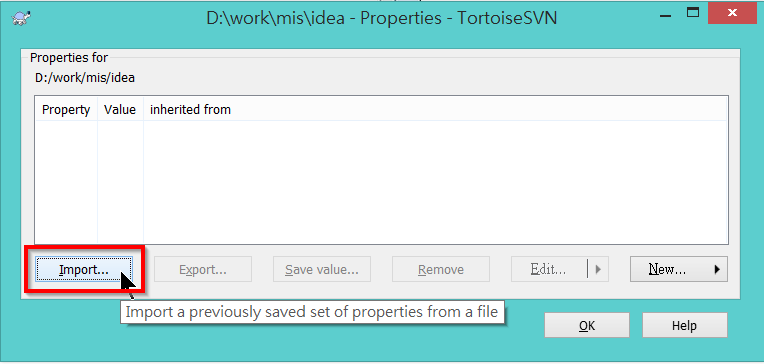 D:\work\mis\idea - Properties - TortoiseSVN
Properties for
D:/work/mis/idea
Property Value inherited from
Import... Export... Save value... Remove Edit... New...
Import a previously saved set of properties from a file
OK Help